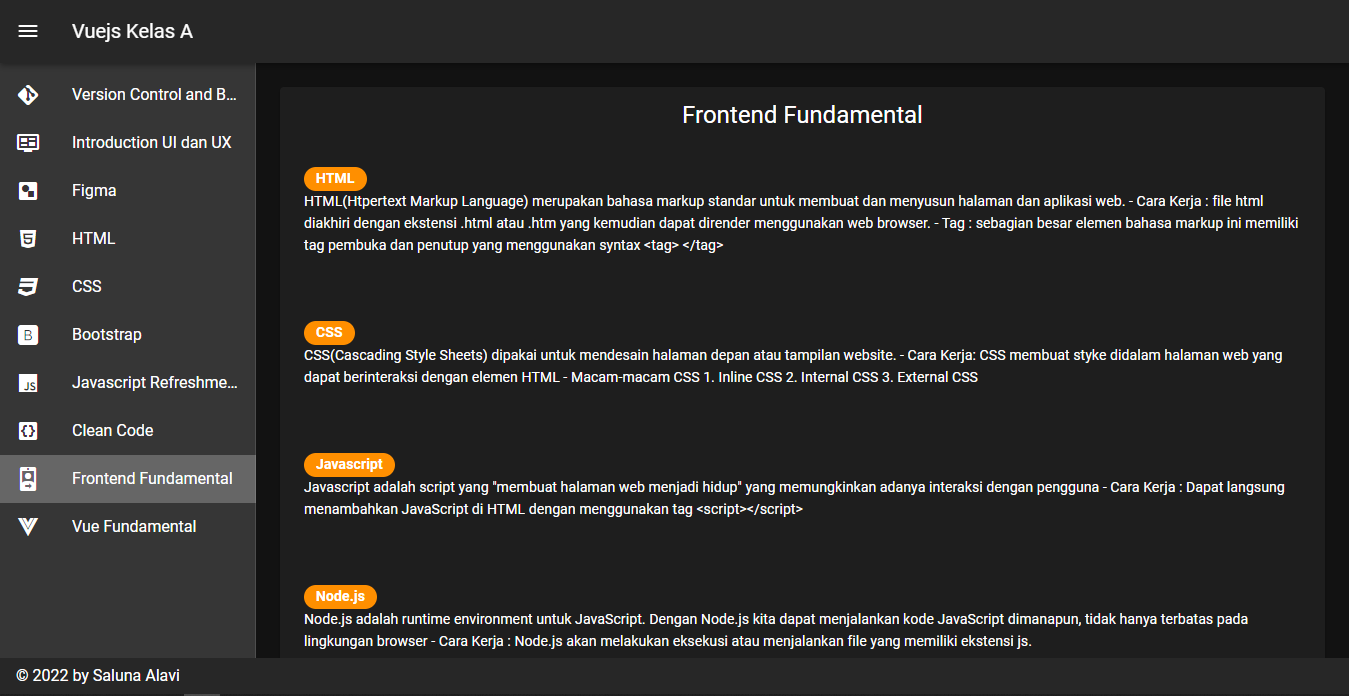 Vuejs Kelas A
Version Control and B...
Introduction UI dan UX
Figma
HTML
CSS
Bootstrap
Javascript Refreshme...
Clean Code
Frontend Fundamental
Vue Fundamental
Frontend Fundamental
HTML
HTML(Htpertext Markup Language) merupakan bahasa markup standar untuk membuat dan menyusun halaman dan aplikasi web. - Cara Kerja : file html
diakhiri dengan ekstensi .html atau .htm yang kemudian dapat dirender menggunakan web browser. - Tag : sebagian besar elemen bahasa markup ini memiliki
tag pembuka dan penutup yang menggunakan syntax <tag> </tag>
CSS
CSS(Cascading Style Sheets) dipakai untuk mendesain halaman depan atau tampilan website. - Cara Kerja: CSS membuat styke didalam halaman web yang
dapat berinteraksi dengan elemen HTML - Macam-macam CSS 1. Inline CSS 2. Internal CSS 3. External CSS
Javascript
Javascript adalah script yang "membuat halaman web menjadi hidup" yang memungkinkan adanya interaksi dengan pengguna - Cara Kerja : Dapat langsung
menambahkan JavaScript di HTML dengan menggunakan tag <script></script>
Node.js
Node.js adalah runtime environment untuk JavaScript. Dengan Node.js kita dapat menjalankan kode JavaScript dimanapun, tidak hanya terbatas pada
lingkungan browser - Cara Kerja : Node.js akan melakukan eksekusi atau menjalankan file yang memiliki ekstensi js.
© 2022 by Saluna Alavi